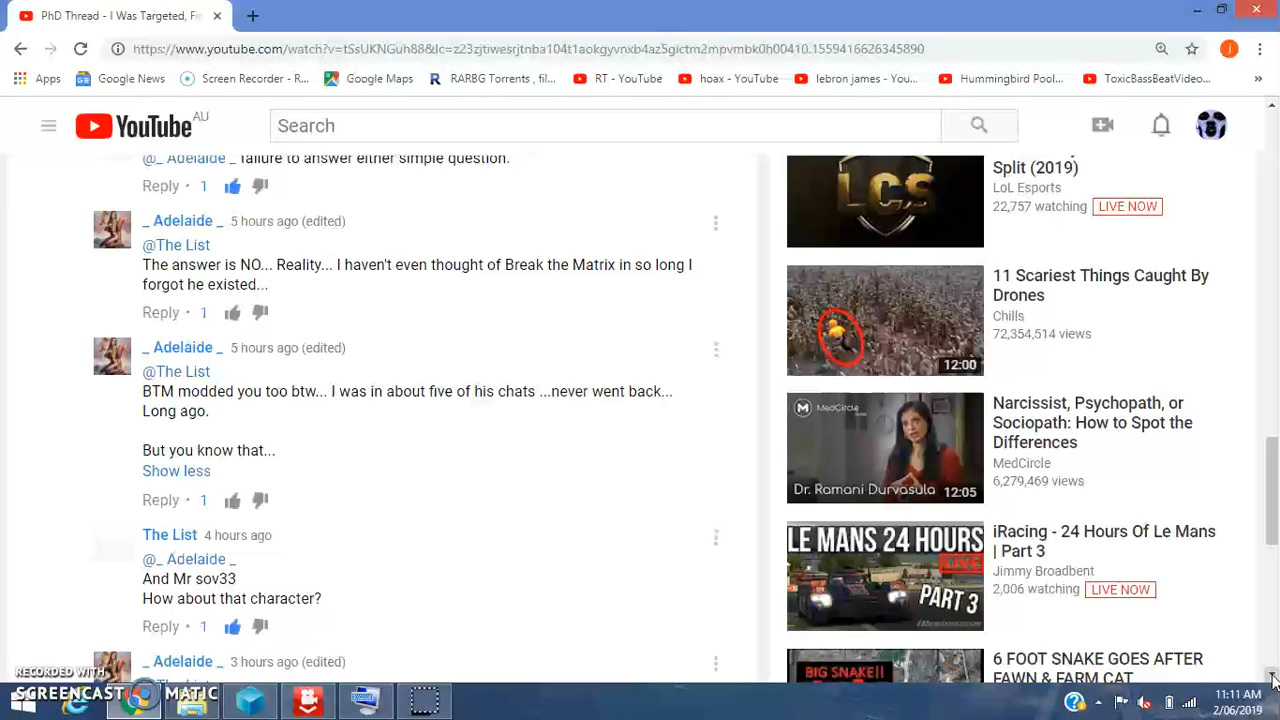 PhD Thread - I Was Targeted, Fi
https://www.youtube.com/watch?v=tSsUKNGuh88&lc=z23zjtiwesrjtnba104t1aokgyvnxb4az5gictm2mpvmbk0h00410.1559416626345890
J
Apps Google News Screen Recorder - R... Google Maps RARBG Torrents , fil... RT - YouTube hoax - YouTube lebron james - You... Hummingbird Pool... ToxicBassBeatVideo... »
YouTube AU
Search
@_ Adelaide _ failure to answer either simple question.
Reply · 1
_ Adelaide _ 5 hours ago (edited)
@The List
The answer is NO... Reality... I haven't even thought of Break the Matrix in so long I
forgot he existed...
Reply · 1
_ Adelaide _ 5 hours ago (edited)
@The List
BTM modded you too btw... I was in about five of his chats ...never went back...
Long ago.
But you know that...
Show less
Reply · 1
The List 4 hours ago
@_ Adelaide _
And Mr sov33
How about that character?
Reply · 1
_ Adelaide _ 3 hours ago (edited)
LCS
Split (2019)
LoL Esports
22,757 watching LIVE NOW
12:00
11 Scariest Things Caught By
Drones
Chills
72,354,514 views
M MedCircle
Dr. Ramani Durvasula 12:05
Narcissist, Psychopath, or
Sociopath: How to Spot the
Differences
MedCircle
6,279,469 views
LE MANS 24 HOURS
LIVE
PART 3
iRacing - 24 Hours Of Le Mans
| Part 3
Jimmy Broadbent
2,006 watching LIVE NOW
BIG SNAKE!!
6 FOOT SNAKE GOES AFTER
FAWN & FARM CAT
RECORDED WITH
SCREENCAST MATIC
11:11 AM
2/06/2019